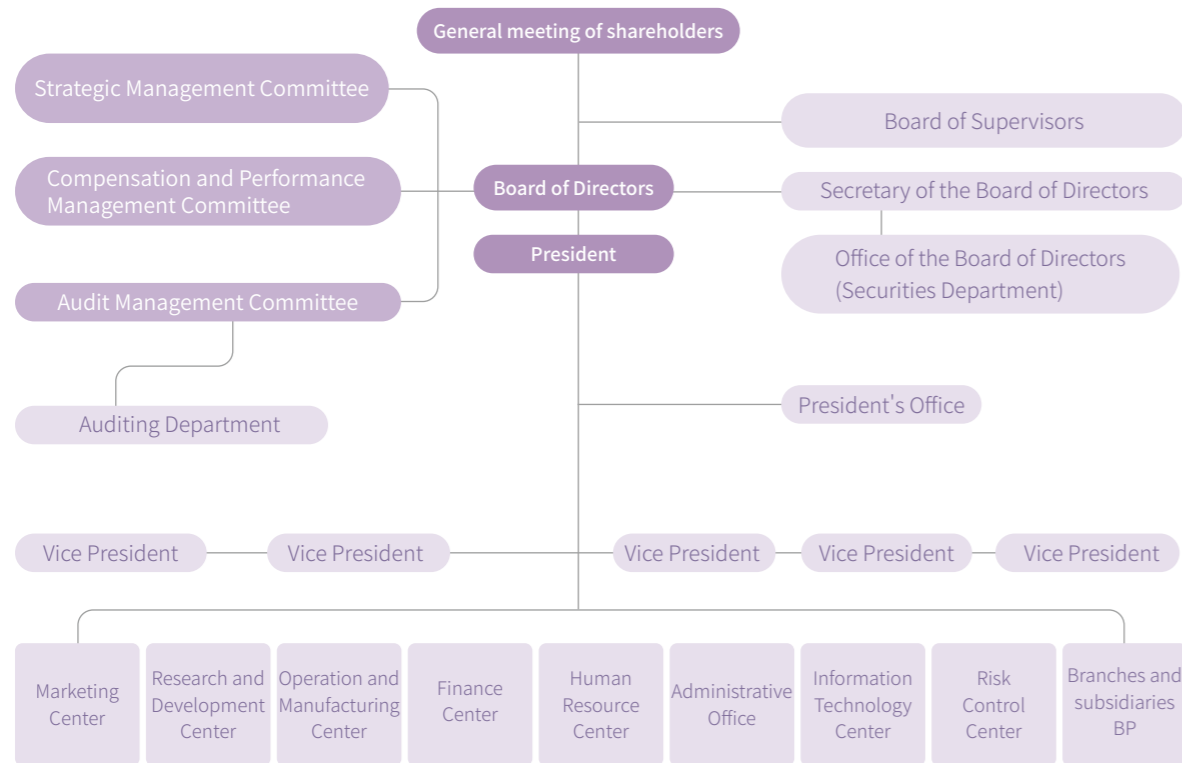 General meeting of shareholders
Strategic Management Committee
Board of Supervisors
Compensation and Performance
Management Committee
Board of Directors
Secretary of the Board of Directors
President
Office of the Board of Directors
(Securities Department)
Audit Management Committee
President's Office
Auditing Department
Vice President
Vice President
Vice President
Vice President
Vice President
Marketing
Center
Research and
Development
Center
Operation and
Manufacturing
Center
Finance
Center
Human
Resource
Center
Administrative
Office
Information
Technology
Center
Risk
Control
Center
Branches and
subsidiaries
BP